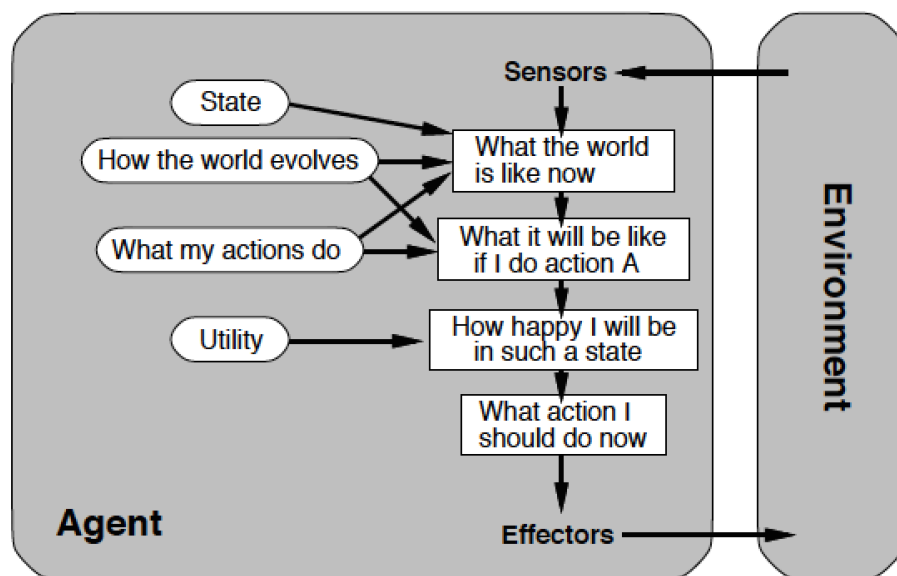 Sensors
State
What the world
is like now
How the world evolves
What my actions do
What it will be like
if I do action A
Utility
How happy I will be
in such a state
What action I
should do now
Agent
Effectors
Environment